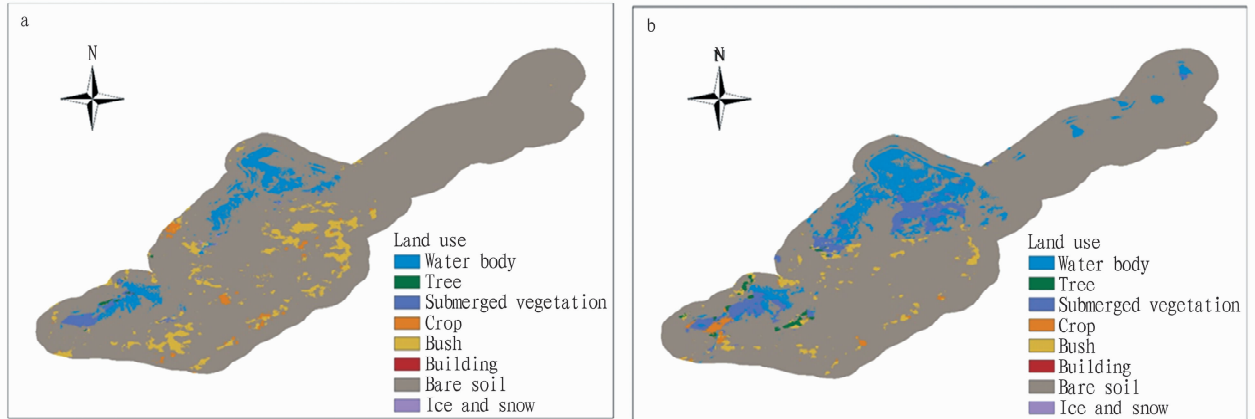 a
N
Land use
Water body
Tree
Submerged vegetation
Crop
Bush
Building
Bare soil
Ice and snow
b
N
Land use
Water body
Tree
Submerged vegetation
Crop
Bush
Building
Bare soil
Ice and snow